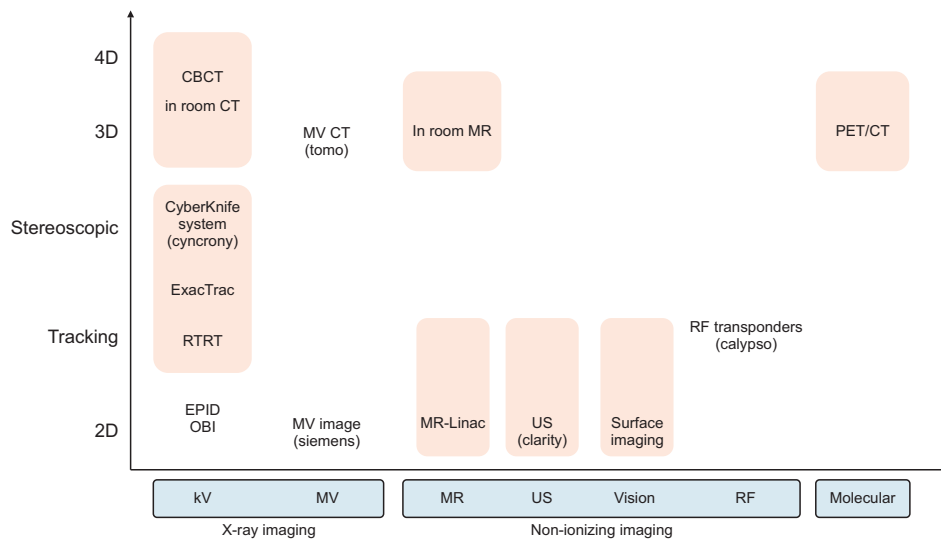 4D
CBCT
in room CT
3D
MV CT
(tomo)
In room MR
PET/CT
Stereoscopic
CyberKnife
system
(cyncrony)
ExacTrac
Tracking
RTRT
RF transponders
(calypso)
2D
EPID
OBI
MV image
(siemens)
MR-Linac
US
(clarity)
Surface
imaging
kV
MV
MR
US
Vision
RF
Molecular
X-ray imaging
Non-ionizing imaging